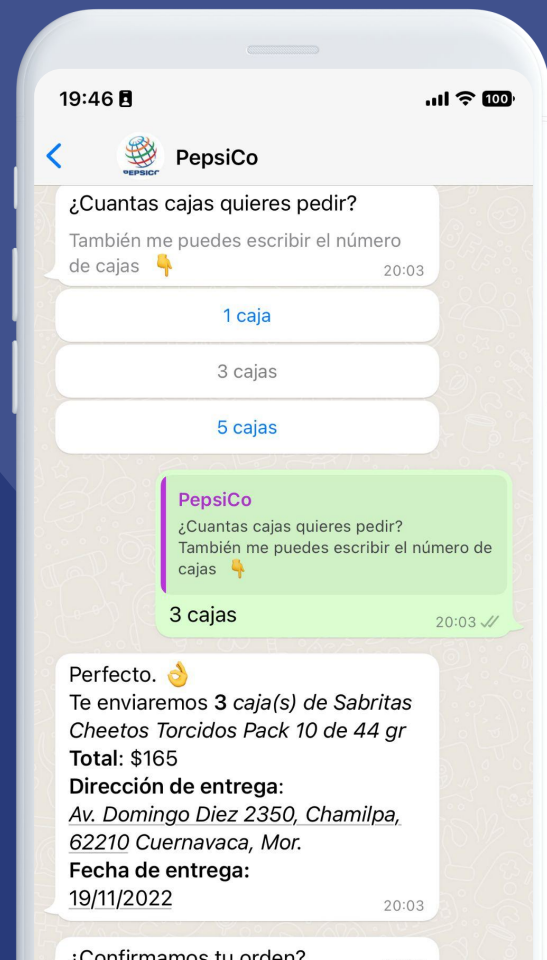 19:46
100
PEPSICO
PepsiCo
¿Cuantas cajas quieres pedir?
También me puedes escribir el número
de cajas 👇
20:03
1 caja
3 cajas
5 cajas
PepsiCo
¿Cuantas cajas quieres pedir?
También me puedes escribir el número de
cajas 👇
3 cajas
20:03
Perfecto. 👌
Te enviaremos 3 caja(s) de Sabritas
Cheetos Torcidos Pack 10 de 44 gr
Total: $165
Dirección de entrega:
Av. Domingo Diez 2350, Chamilpa,
62210 Cuernavaca, Mor.
Fecha de entrega:
19/11/2022
20:03
¿Confirmamos tu orden?